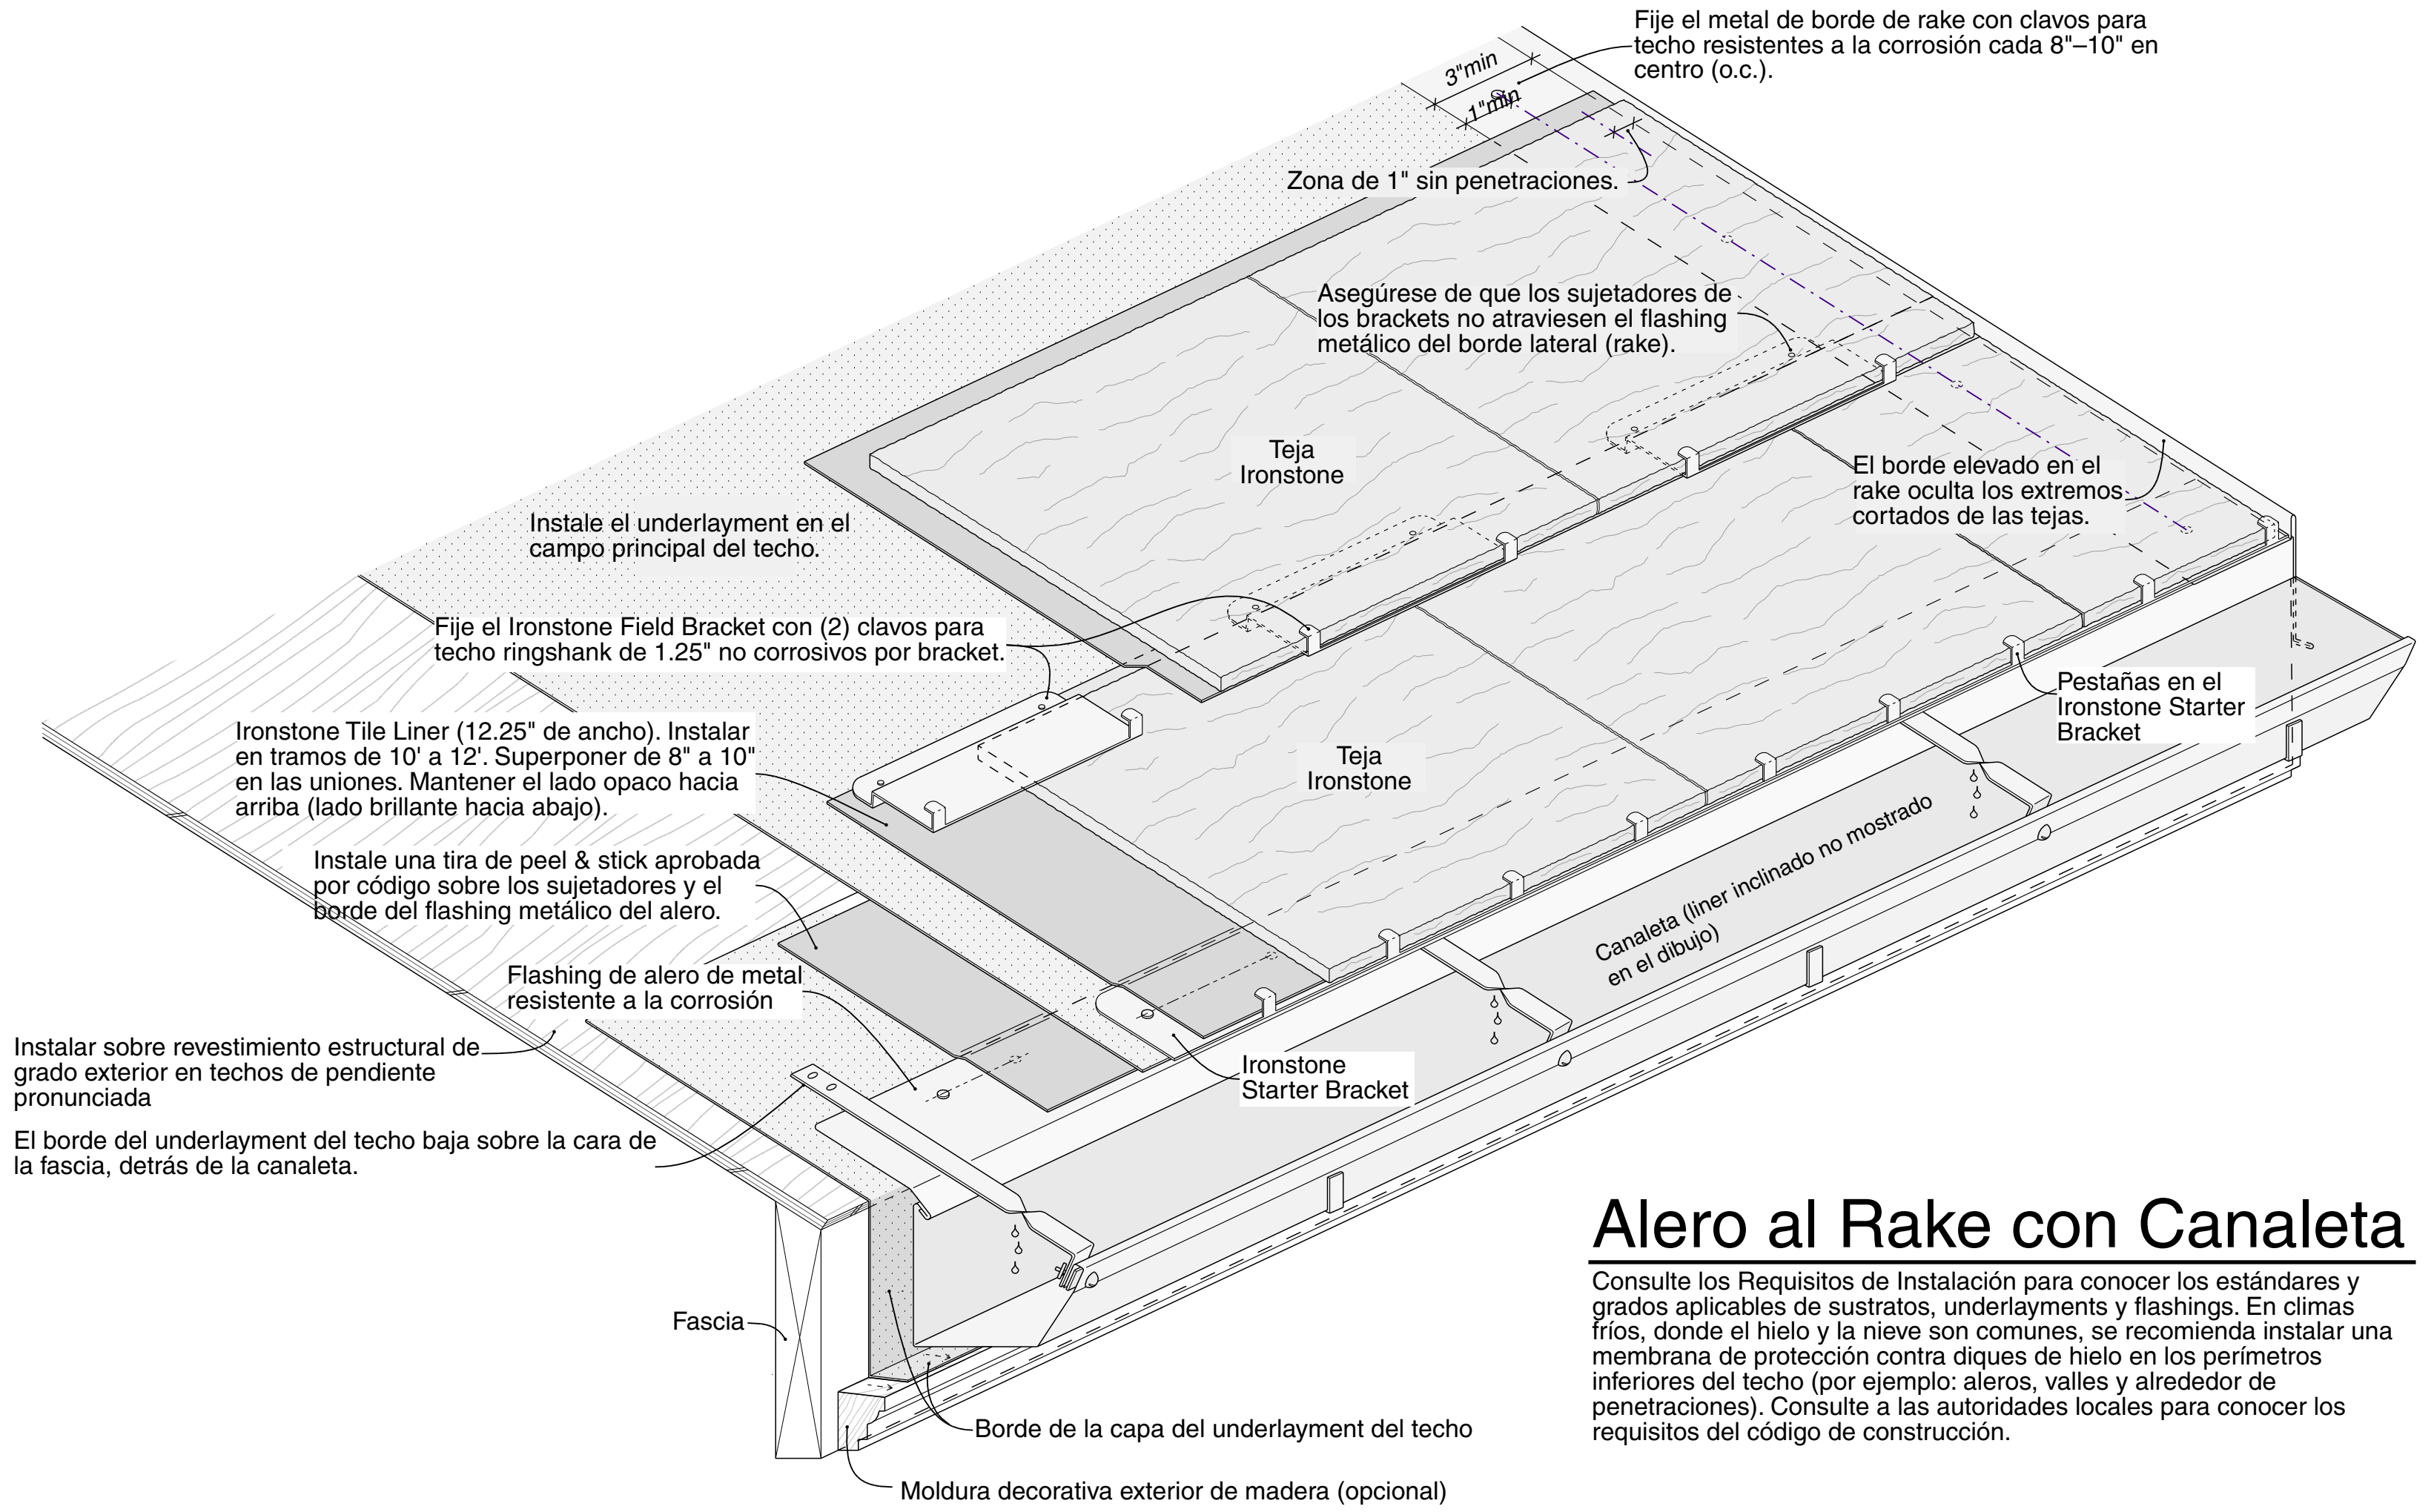 Fije el metal de borde de rake con clavos para
techo resistentes a la corrosión cada 8"–10" en
centro (o.c.).
3"min
1"min
Zona de 1" sin penetraciones.
Asegúrese de que los sujetadores de
los brackets no atraviesen el flashing
metálico del borde lateral (rake).
Teja
Ironstone
El borde elevado en el
rake oculta los extremos
cortados de las tejas.
Instale el underlayment en el
campo principal del techo.
Fije el Ironstone Field Bracket con (2) clavos para
techo ringshank de 1.25" no corrosivos por bracket.
Pestañas en el
Ironstone Starter
Bracket
Ironstone Tile Liner (12.25" de ancho). Instalar
en tramos de 10' a 12'. Superponer de 8" a 10"
en las uniones. Mantener el lado opaco hacia
arriba (lado brillante hacia abajo).
Teja
Ironstone
Instale una tira de peel & stick aprobada
por código sobre los sujetadores y el
borde del flashing metálico del alero.
Canaleta (liner inclinado no mostrado
en el dibujo)
Flashing de alero de metal
resistente a la corrosión
Instalar sobre revestimiento estructural de
grado exterior en techos de pendiente
pronunciada
Ironstone
Starter Bracket
El borde del underlayment del techo baja sobre la cara de
la fascia, detrás de la canaleta.
Fascia
Borde de la capa del underlayment del techo
Moldura decorativa exterior de madera (opcional)
Alero al Rake con Canaleta
Consulte los Requisitos de Instalación para conocer los estándares y
grados aplicables de sustratos, underlayments y flashings. En climas
fríos, donde el hielo y la nieve son comunes, se recomienda instalar una
membrana de protección contra diques de hielo en los perímetros
inferiores del techo (por ejemplo: aleros, valles y alrededor de
penetraciones). Consulte a las autoridades locales para conocer los
requisitos del código de construcción.